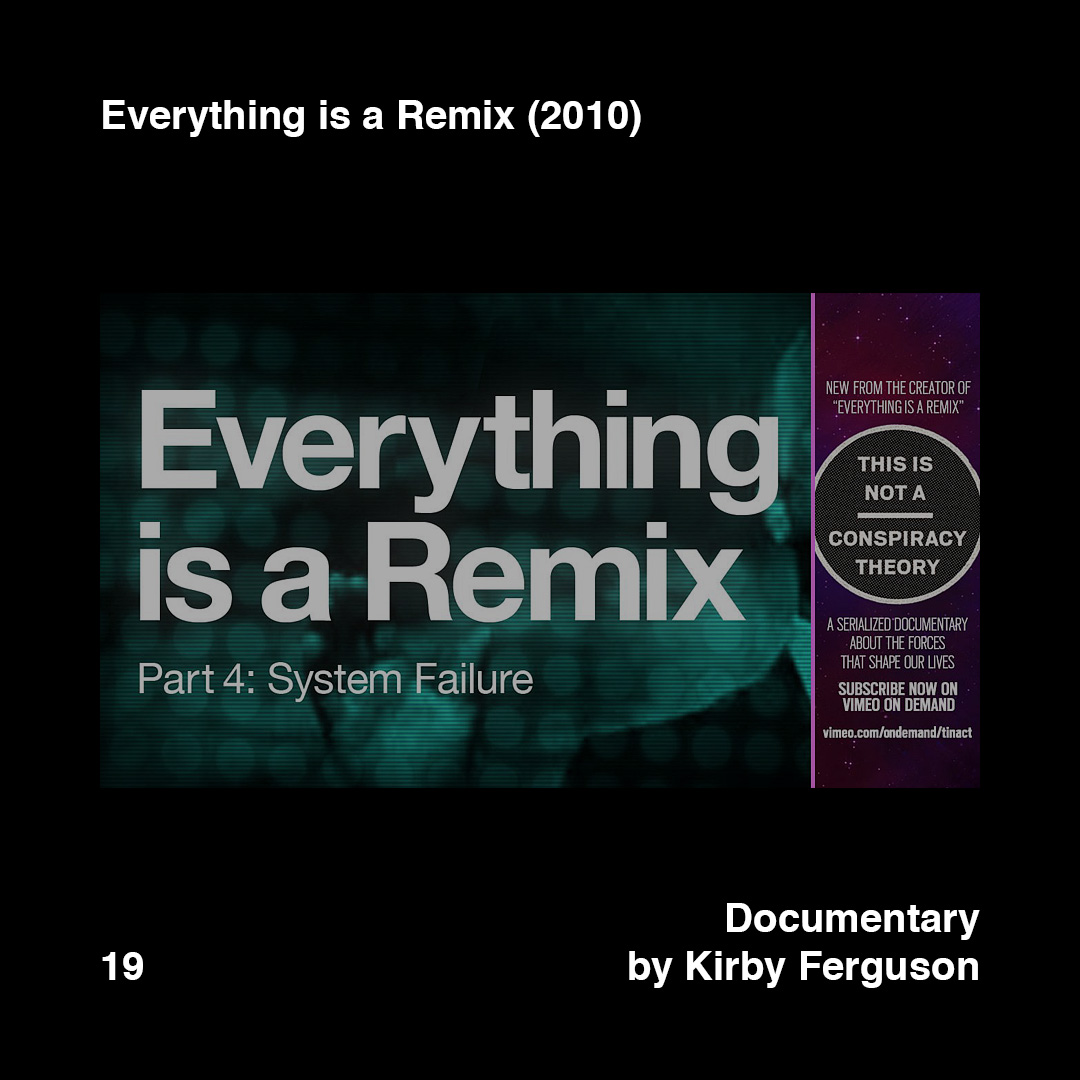 Everything is a Remix (2010)
Everything
is a Remix
Part 4: System Failure
NEW FROM THE CREATOR OF
“EVERYTHING IS A REMIX”
THIS IS
NOT A
CONSPIRACY
THEORY
A SERIALIZED DOCUMENTARY
ABOUT THE FORCES
THAT SHAPE OUR LIVES
SUBSCRIBE NOW ON
VIMEO ON DEMAND
vimeo.com/ondemand/tinact
19
Documentary
by Kirby Ferguson